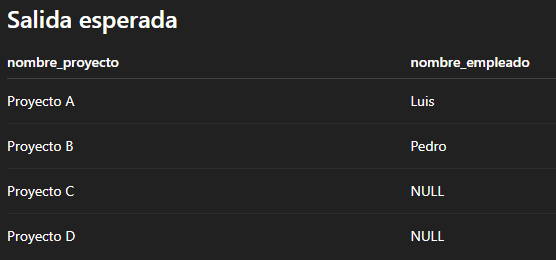 Salida esperada
nombre_proyecto nombre_empleado
Proyecto A Luis
Proyecto B Pedro
Proyecto C NULL
Proyecto D NULL